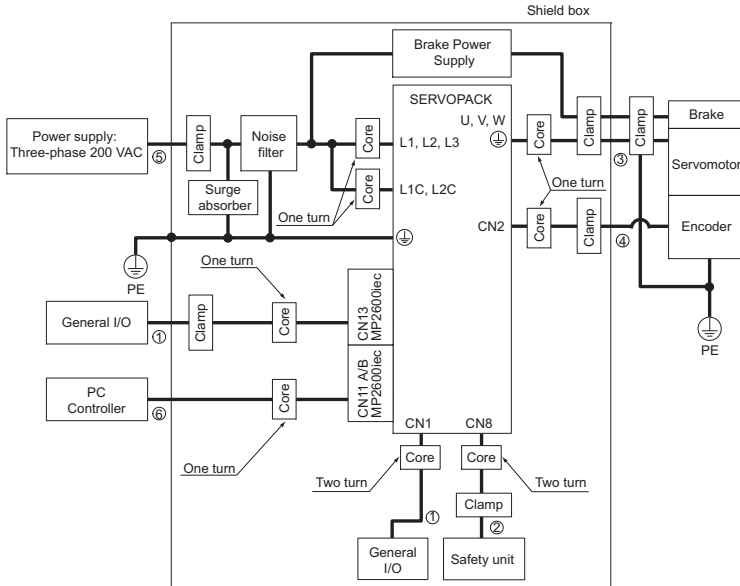 Shield box
Brake Power
Supply
SERVOPACK
U, V, W
Power supply:
Three-phase 200 VAC
⑤
Clamp
Noise
filter
Core
L1, L2, L3
Core
Clamp
Clamp
③
Brake
Servomotor
Surge
absorber
One turn
Core
L1C, L2C
One turn
CN2
Core
Clamp
④
Encoder
PE
One turn
General I/O
①
Clamp
Core
CN13
MP2600iec
PE
PC
Controller
⑥
Core
CN11 A/B
MP2600iec
One turn
CN1
CN8
Two turn
Core
Core
Two turn
①
Clamp
②
General
I/O
Safety unit